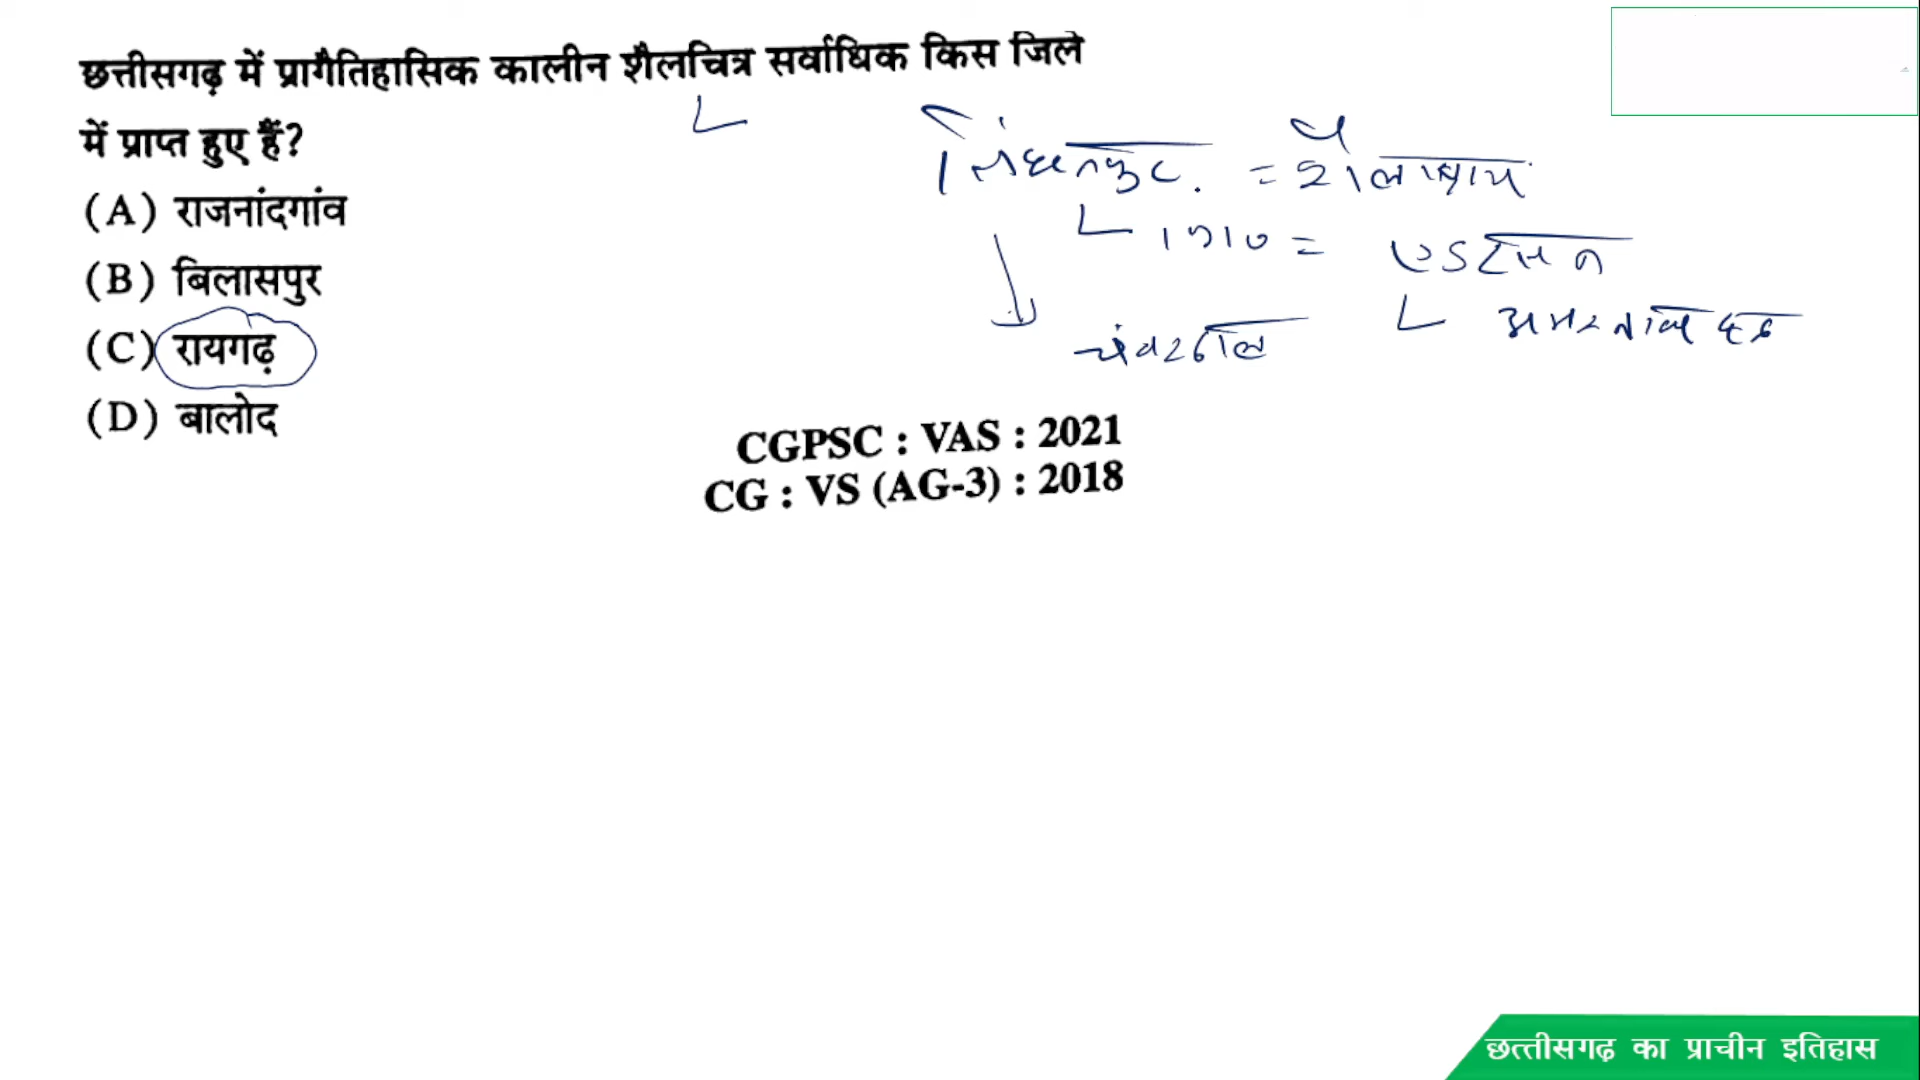 छत्तीसगढ़ में प्रागैतिहासिक कालीन शैलचित्र सर्वाधिक किस जिले
में प्राप्त हुए हैं?
(A) राजनांदगांव
(B) बिलासपुर
(C) रायगढ़
(D) बालोद
CGPSC : VAS : 2021
CG : VS (AG-3) : 2018
सिंघनपुर. = शैलाश्रय
1910 = एंडरसन
अमरनाथ दत्त
चंवरढाल
छत्तीसगढ़ का प्राचीन इतिहास